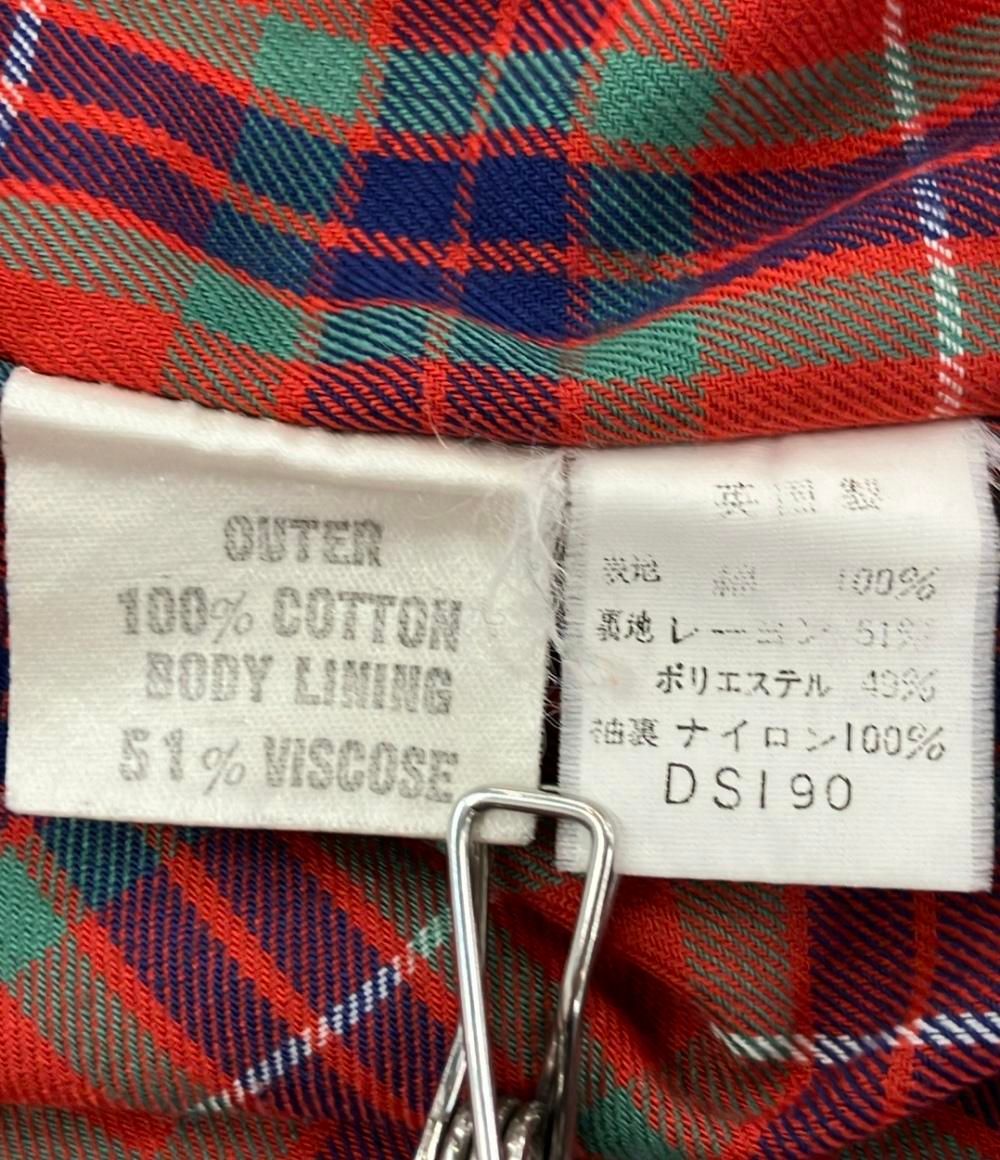 OUTER
100% COTTON
BODY LINING
51% VISCOSE
英国製
表地 綿 100%
裏地 レーヨン 51%
ポリエステル 49%
袖裏 ナイロン100%
DS190